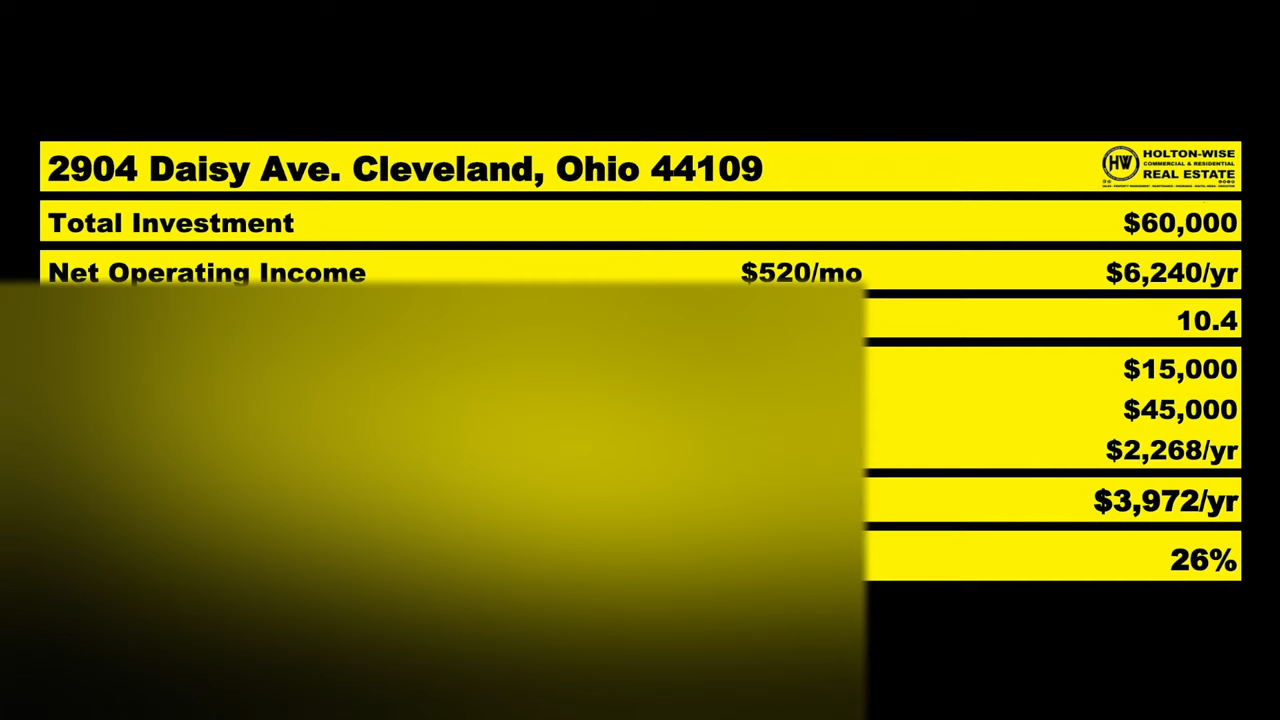 2904 Daisy Ave. Cleveland, Ohio 44109
HW
HOLTON-WISE
COMMERCIAL & RESIDENTIAL
REAL ESTATE
Total Investment $60,000
Net Operating Income $520/mo $6,240/yr
10.4
$15,000
$45,000
$2,268/yr
$3,972/yr
26%